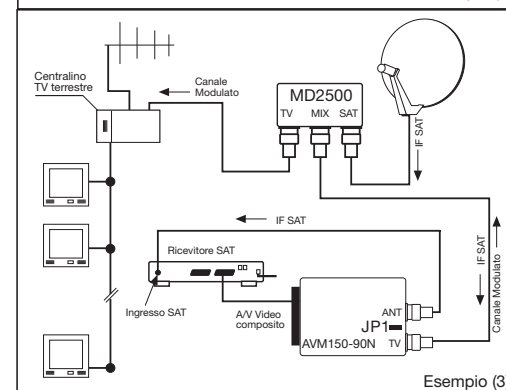 Centralino
TV terrestre
Canale
Modulato
MD2500
TV MIX SAT
IF SAT
IF SAT
Ricevitore SAT
Ingresso SAT
A/V Video
composito
ANT
JP1
AVM150-90N TV
IF SAT
Canale Modulato
Esempio (3)